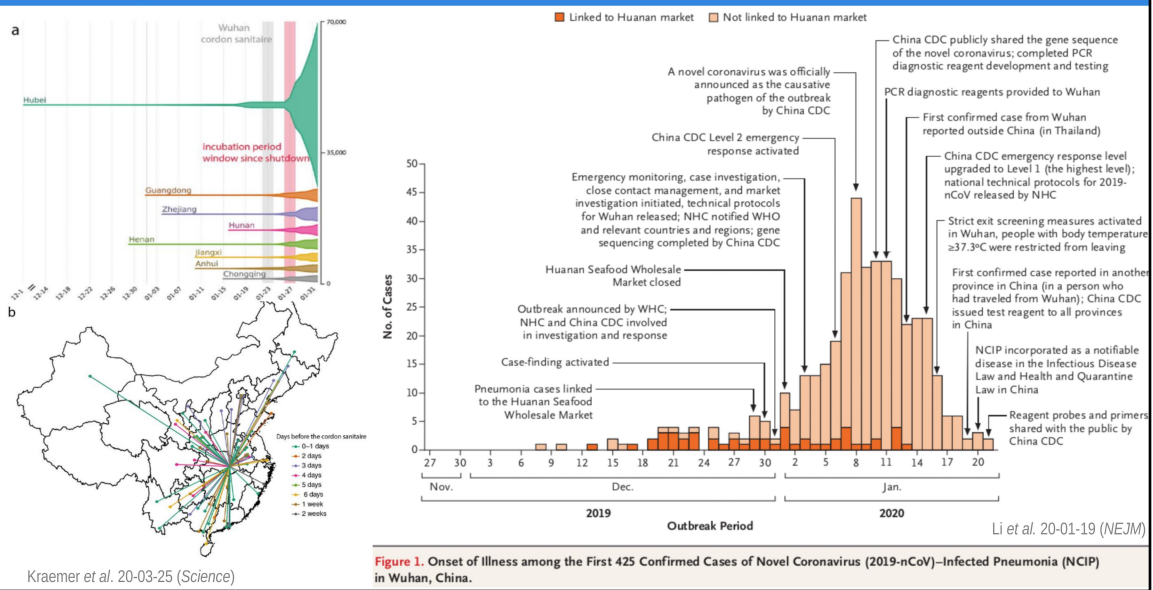 a
Wuhan
cordon sanitaire
70,000
Hubei
incubation period
window since shutdown
35,000
Guangdong
Zhejiang
Hunan
Henan
Jiangxi
Anhui
Chongqing
0
12-1
12-14
12-18
12-22
12-26
12-30
01-03
01-07
01-11
01-15
01-19
01-23
01-27
01-31
b
Days before the cordon sanitaire
0–1 days
2 days
3 days
4 days
5 days
6 days
1 week
2 weeks
Kraemer et al. 20-03-25 (Science)
Linked to Huanan market
Not linked to Huanan market
China CDC publicly shared the gene sequence
of the novel coronavirus; completed PCR
diagnostic reagent development and testing
A novel coronavirus was officially
announced as the causative
pathogen of the outbreak
by China CDC
PCR diagnostic reagents provided to Wuhan
First confirmed case from Wuhan
reported outside China (in Thailand)
China CDC Level 2 emergency
response activated
China CDC emergency response level
upgraded to Level 1 (the highest level);
national technical protocols for 2019-
nCoV released by NHC
Emergency monitoring, case investigation,
close contact management, and market
investigation initiated, technical protocols
for Wuhan released; NHC notified WHO
and relevant countries and regions; gene
sequencing completed by China CDC
Strict exit screening measures activated
in Wuhan, people with body temperature
≥37.3ºC were restricted from leaving
Huanan Seafood Wholesale
Market closed
First confirmed case reported in another
province in China (in a person who
had traveled from Wuhan); China CDC
issued test reagent to all provinces
in China
Outbreak announced by WHC;
NHC and China CDC involved
in investigation and response
NCIP incorporated as a notifiable
disease in the Infectious Disease
Law and Health and Quarantine
Law in China
Case-finding activated
Pneumonia cases linked
to the Huanan Seafood
Wholesale Market
Reagent probes and primers
shared with the public by
China CDC
No. of Cases
50
45
40
35
30
25
20
15
10
5
0
27 30 3 6 9 12 15 18 21 24 27 30 2 5 8 11 14 17 20
Nov. Dec. Jan.
2019 2020
Outbreak Period
Li et al. 20-01-19 (NEJM)
Figure 1. Onset of Illness among the First 425 Confirmed Cases of Novel Coronavirus (2019-nCoV)–Infected Pneumonia (NCIP)
in Wuhan, China.